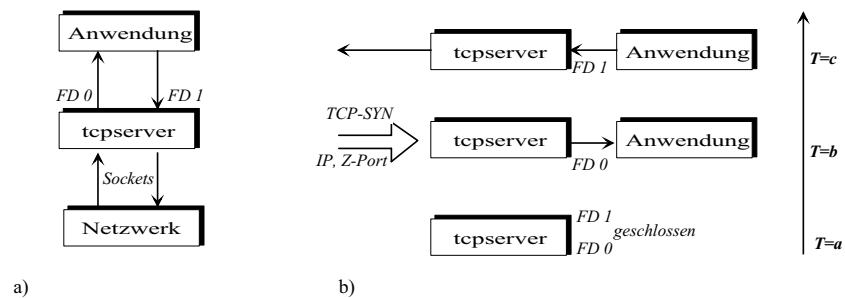 Anwendung
FD 0
FD 1
tcpserver
Sockets
Netzwerk
a)
tcpserver
FD 1
Anwendung
T=c
TCP-SYN
IP, Z-Port
tcpserver
FD 0
Anwendung
T=b
tcpserver
FD 1
FD 0
geschlossen
T=a
b)